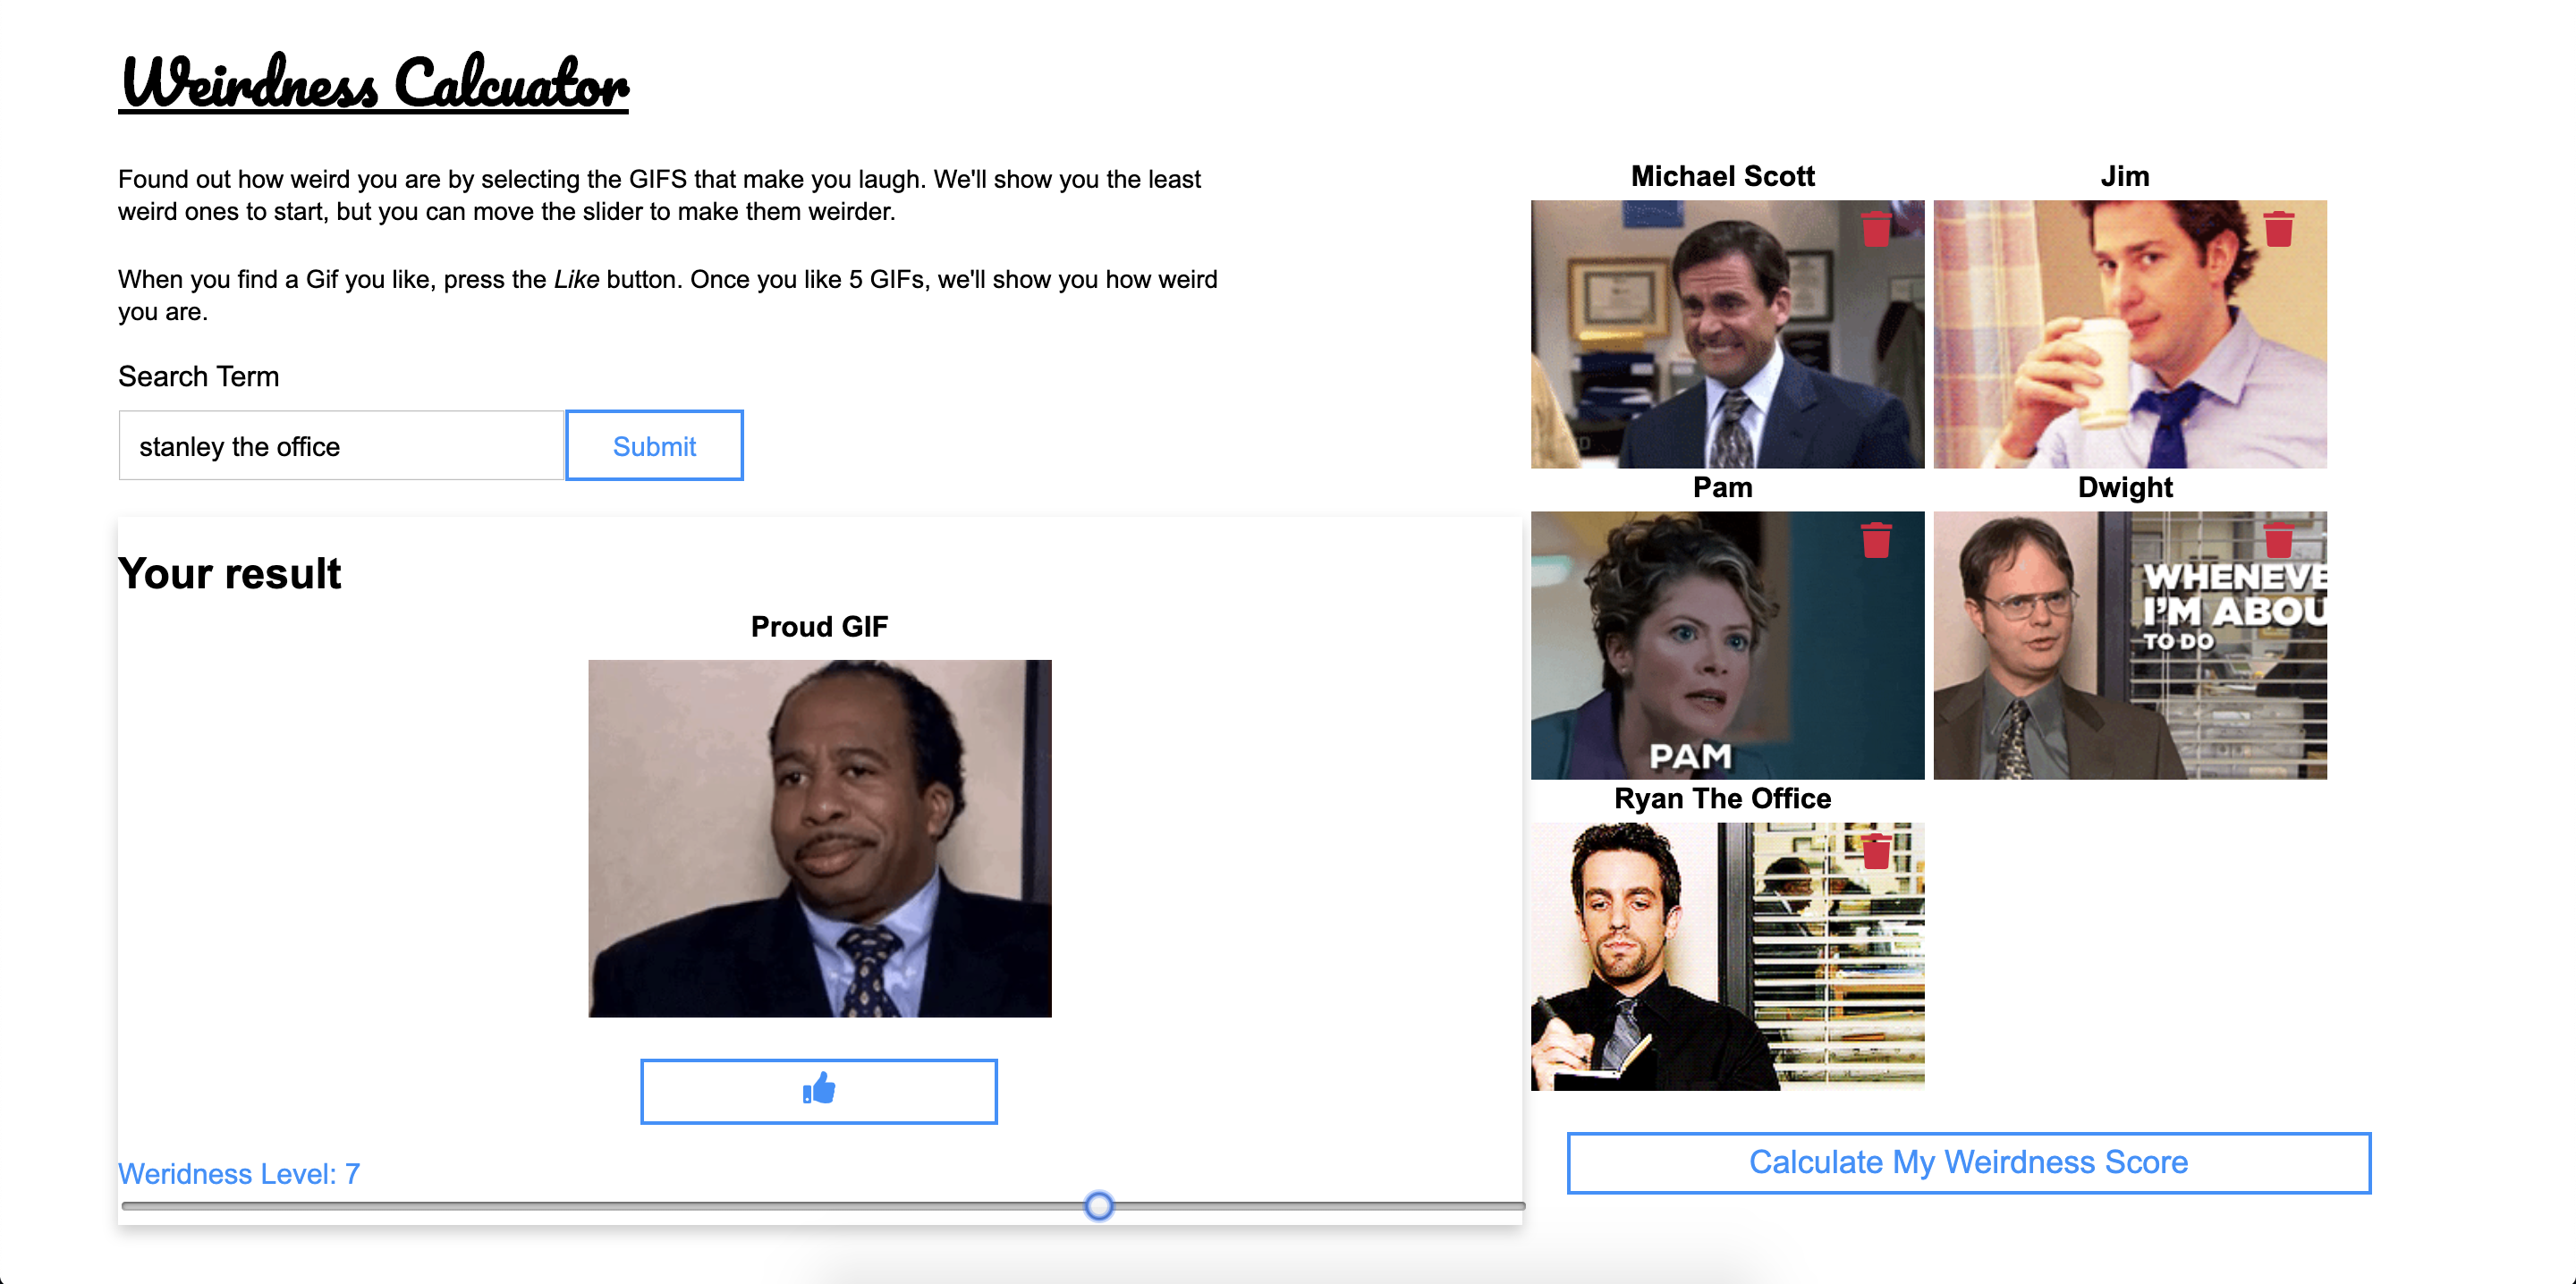 Weirdness Calcuator
Found out how weird you are by selecting the GIFS that make you laugh. We'll show you the least
weird ones to start, but you can move the slider to make them weirder.
When you find a Gif you like, press the Like button. Once you like 5 GIFs, we'll show you how weird
you are.
Search Term
stanley the office
Submit
Your result
Proud GIF
Weridness Level: 7
Michael Scott
Jim
Pam
Dwight
PAM
WHENEVE
I'M ABOU
TO DO
Ryan The Office
Calculate My Weirdness Score